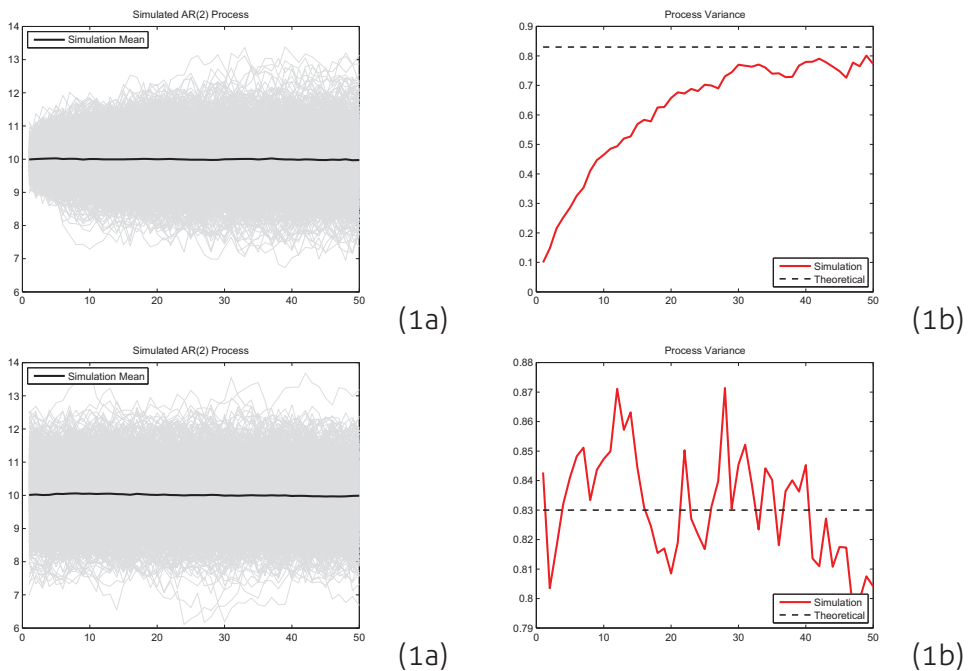 Simulated AR(2) Process
14
13
12
11
10
9
8
7
6
0 10 20 30 40 50
Simulation Mean
(1a)
Process Variance
0.9
0.8
0.7
0.6
0.5
0.4
0.3
0.2
0.1
0
0 10 20 30 40 50
Simulation
Theoretical
(1b)
Simulated AR(2) Process
14
13
12
11
10
9
8
7
6
0 10 20 30 40 50
Simulation Mean
(1a)
Process Variance
0.88
0.87
0.86
0.85
0.84
0.83
0.82
0.81
0.8
0.79
0 10 20 30 40 50
Simulation
Theoretical
(1b)